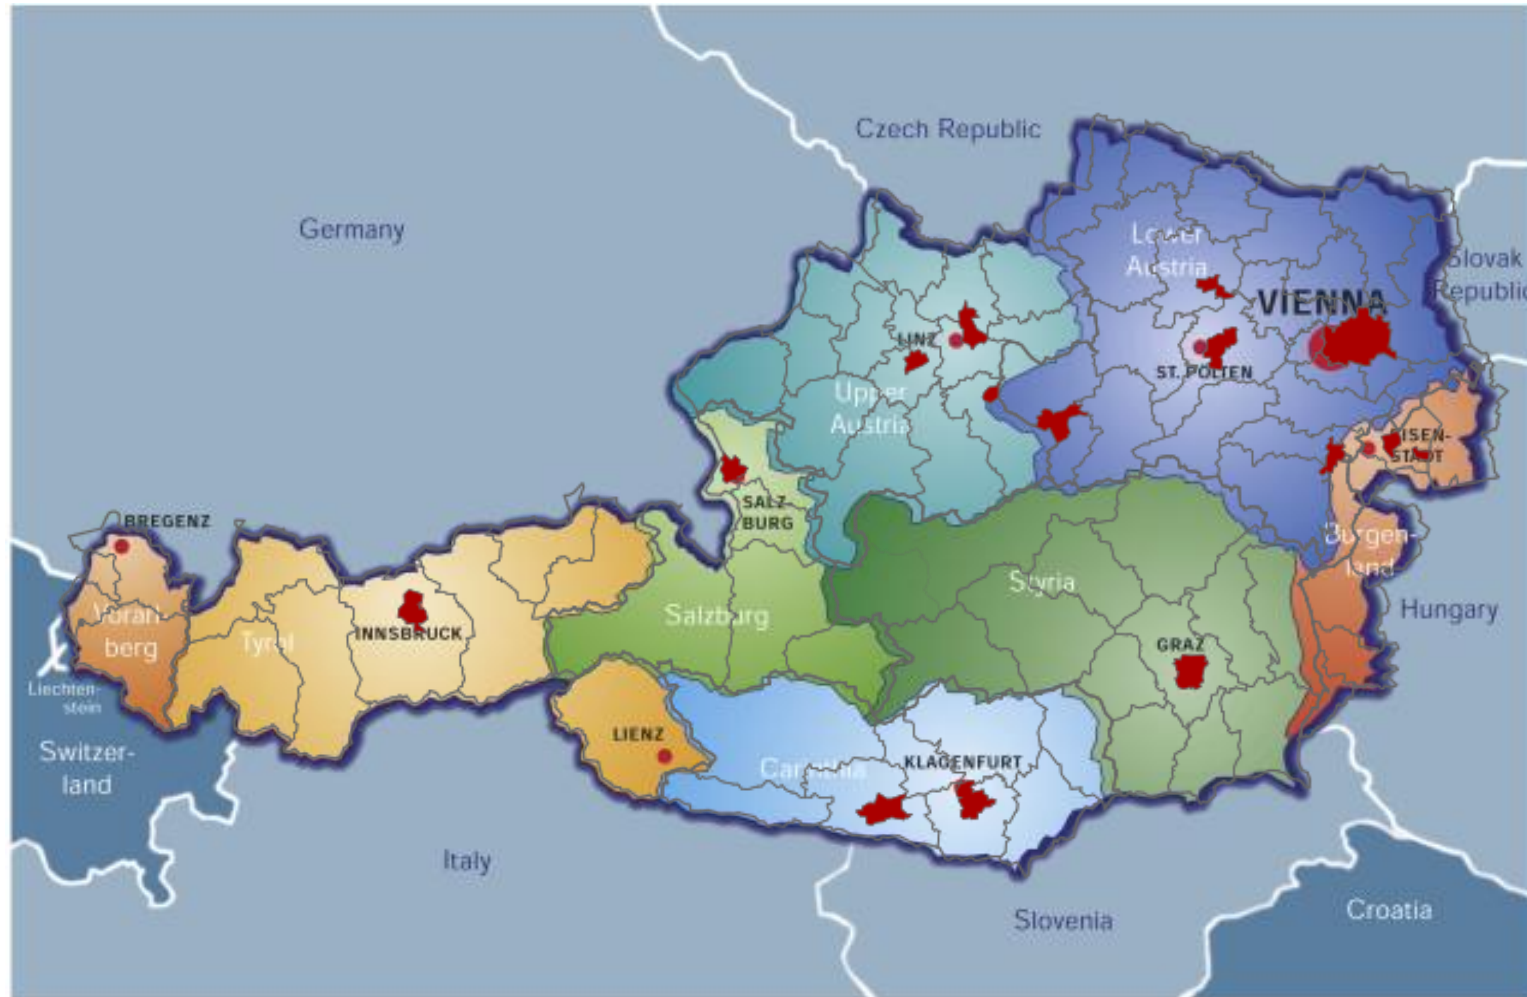 Czech Republic
Germany
Lower
Austria
Slovak
Republic
VIENNA
LINZ
ST. PÖLTEN
Upper
Austria
EISEN-
STADT
SALZ-
BURG
BREGENZ
Burgen-
land
Styria
Hungary
Vorarl-
berg
Tyrol
INNSBRUCK
Salzburg
GRAZ
Liechten-
stein
LIENZ
Switzer-
land
Carinthia
KLAGENFURT
Italy
Slovenia
Croatia